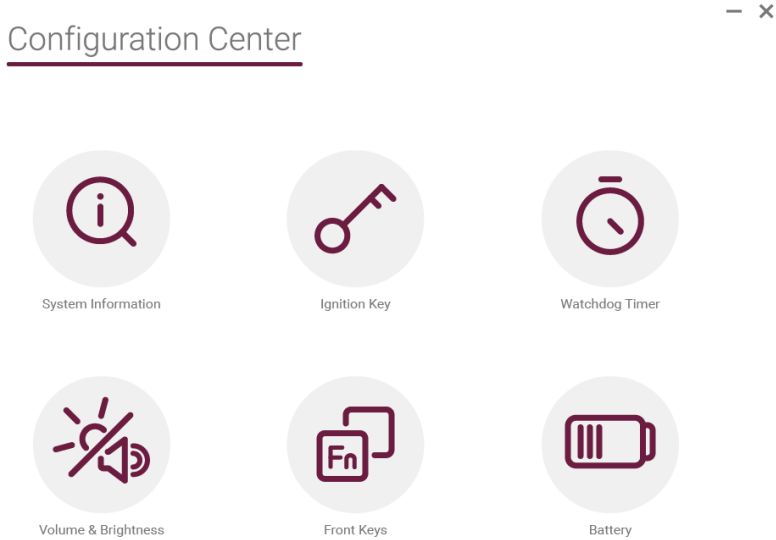 Configuration Center
System Information
Ignition Key
Watchdog Timer
Fn
Volume & Brightness
Front Keys
Battery